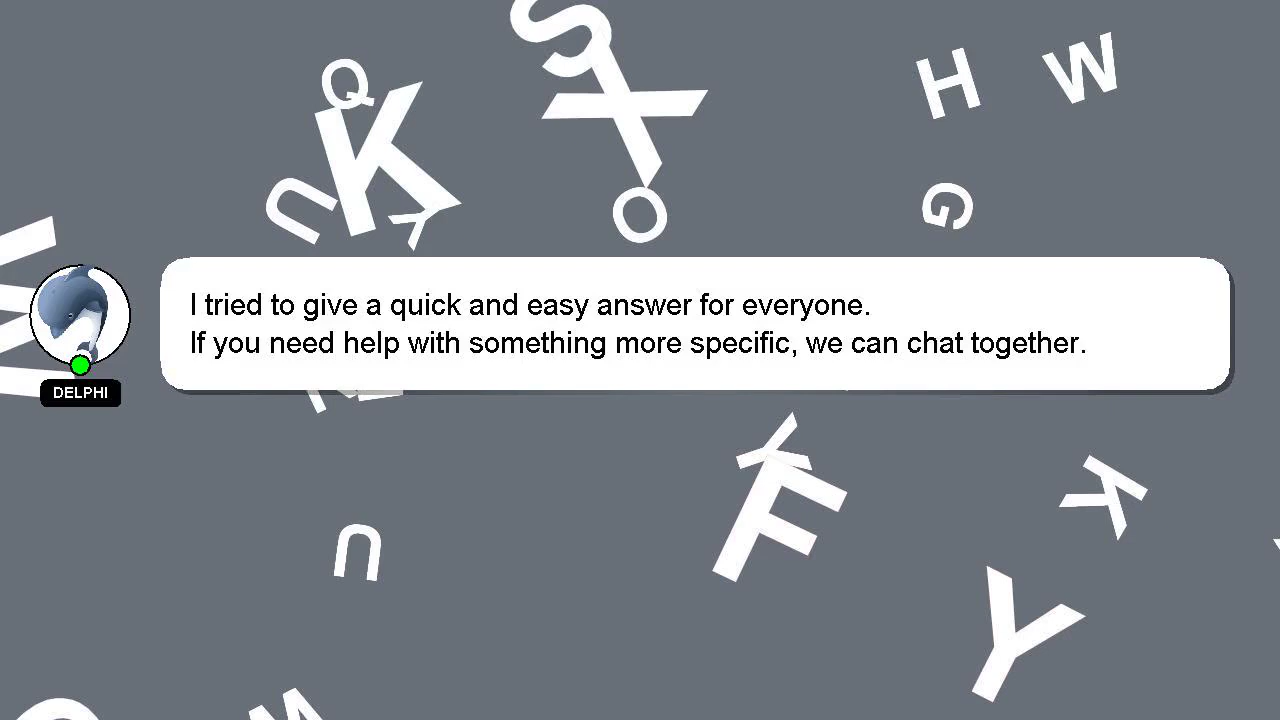 S
Q
K
X
H
W
U
Y
O
G
W
I tried to give a quick and easy answer for everyone.
If you need help with something more specific, we can chat together.
DELPHI
Y
F
K
U
Y
M